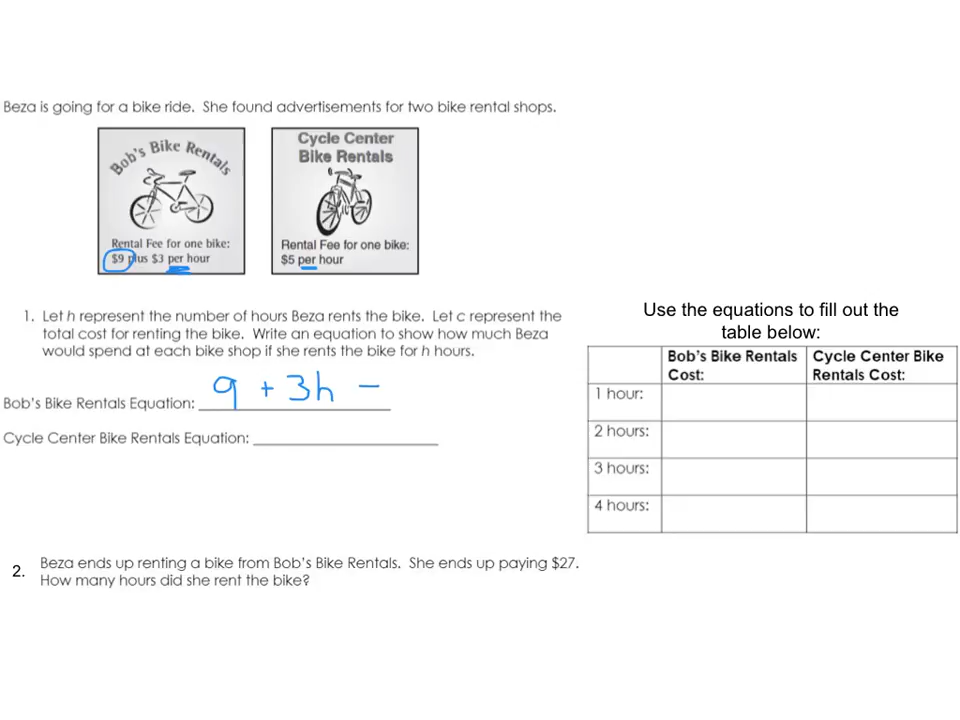 Beza is going for a bike ride. She found advertisements for two bike rental shops.
Bob's Bike Rentals
Rental Fee for one bike:
$9 plus $3 per hour
Cycle Center
Bike Rentals
Rental Fee for one bike:
$5 per hour
1. Let h represent the number of hours Beza rents the bike. Let c represent the
total cost for renting the bike. Write an equation to show how much Beza
would spend at each bike shop if she rents the bike for h hours.
Bob's Bike Rentals Equation: 9 + 3h –
Cycle Center Bike Rentals Equation:
Use the equations to fill out the
table below:
Bob's Bike Rentals
Cost:
Cycle Center Bike
Rentals Cost:
1 hour:
2 hours:
3 hours:
4 hours:
2. Beza ends up renting a bike from Bob's Bike Rentals. She ends up paying $27.
How many hours did she rent the bike?